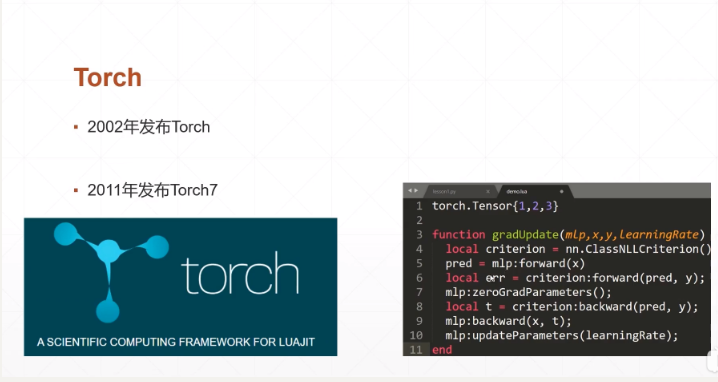 Torch
▪ 2002年发布Torch
▪ 2011年发布Torch7
torch
A SCIENTIFIC COMPUTING FRAMEWORK FOR LUAJIT
demo.lua
1 torch.Tensor{1,2,3}
2
3 function gradUpdate(mlp,x,y,learningRate)
4 local criterion = nn.ClassNLLCriterion()
5 pred = mlp:forward(x)
6 local err = criterion:forward(pred, y);
7 mlp:zeroGradParameters();
8 local t = criterion:backward(pred, y);
9 mlp:backward(x, t);
10 mlp:updateParameters(learningRate);
11 end